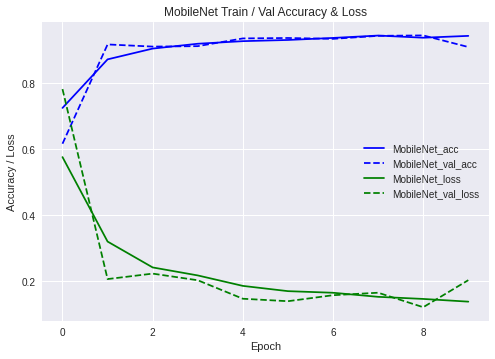 MobileNet Train / Val Accuracy & Loss
Accuracy / Loss
0.8
0.6
0.4
0.2
MobileNet_acc
MobileNet_val_acc
MobileNet_loss
MobileNet_val_loss
0 2 4 6 8
Epoch